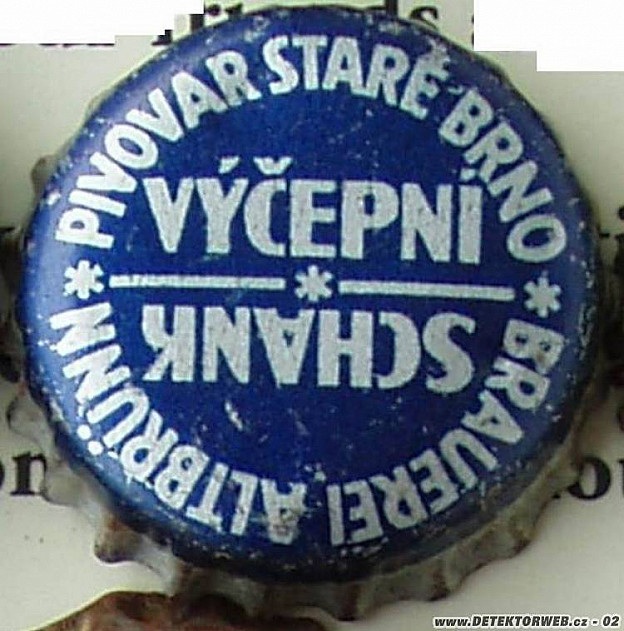 PIVOVAR STARÉ BRNO
VÝČEPNÍ
*
SCHANK
* BRAUEREI ALTBRÜNN *
www.DETEKTORWEB.cz - 02